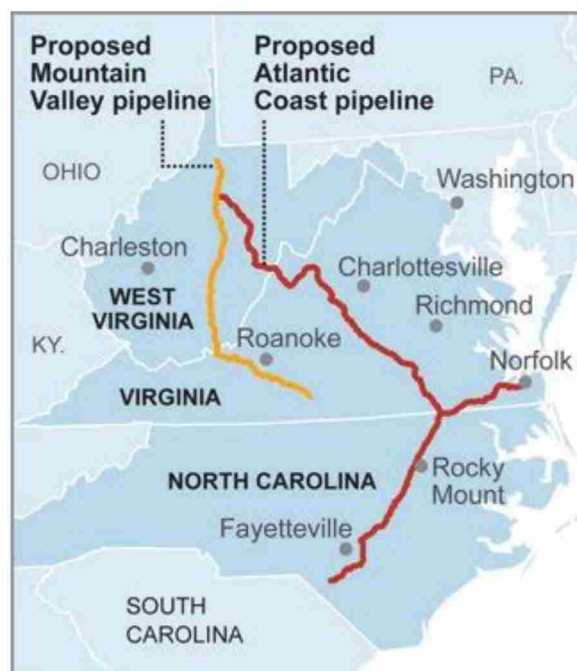 Proposed
Mountain
Valley pipeline
Proposed
Atlantic
Coast pipeline
PA.
OHIO
Washington
Charleston
Charlottesville
WEST
VIRGINIA
Richmond
KY.
Roanoke
Norfolk
VIRGINIA
NORTH CAROLINA
Rocky
Mount
Fayetteville
SOUTH
CAROLINA